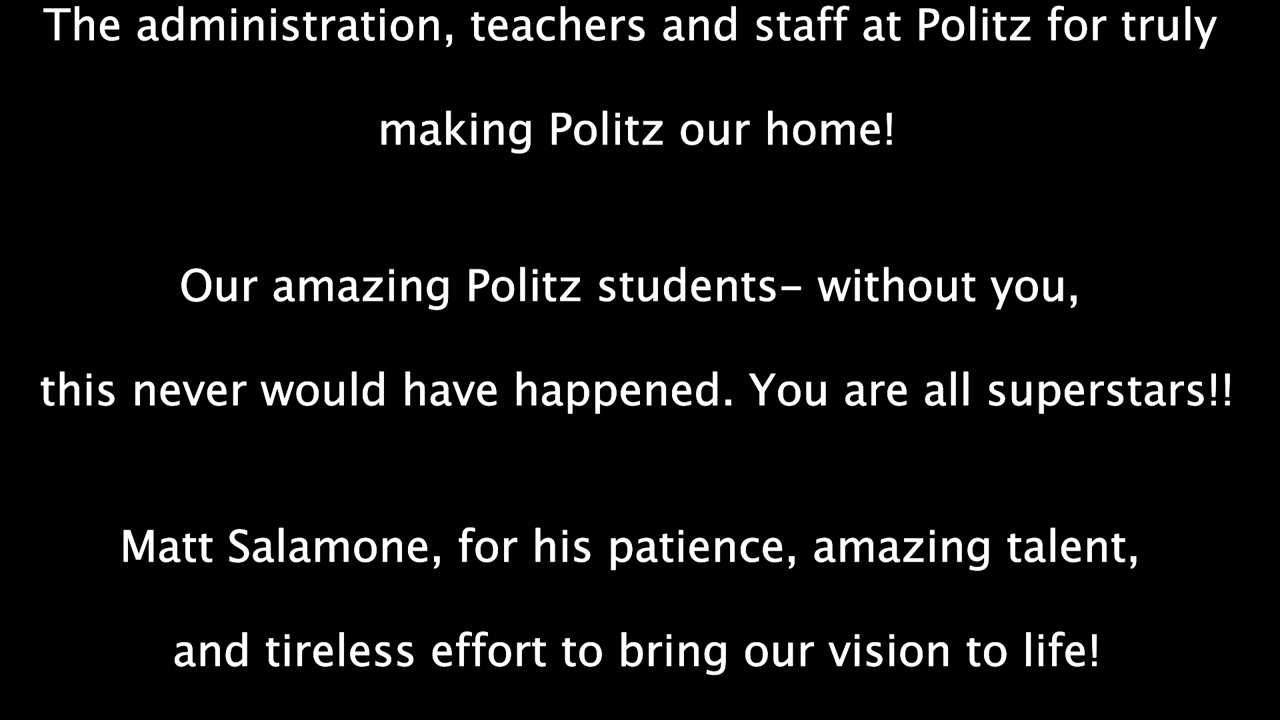 The administration, teachers and staff at Politz for truly
making Politz our home!
Our amazing Politz students- without you,
this never would have happened. You are all superstars!!
Matt Salamone, for his patience, amazing talent,
and tireless effort to bring our vision to life!